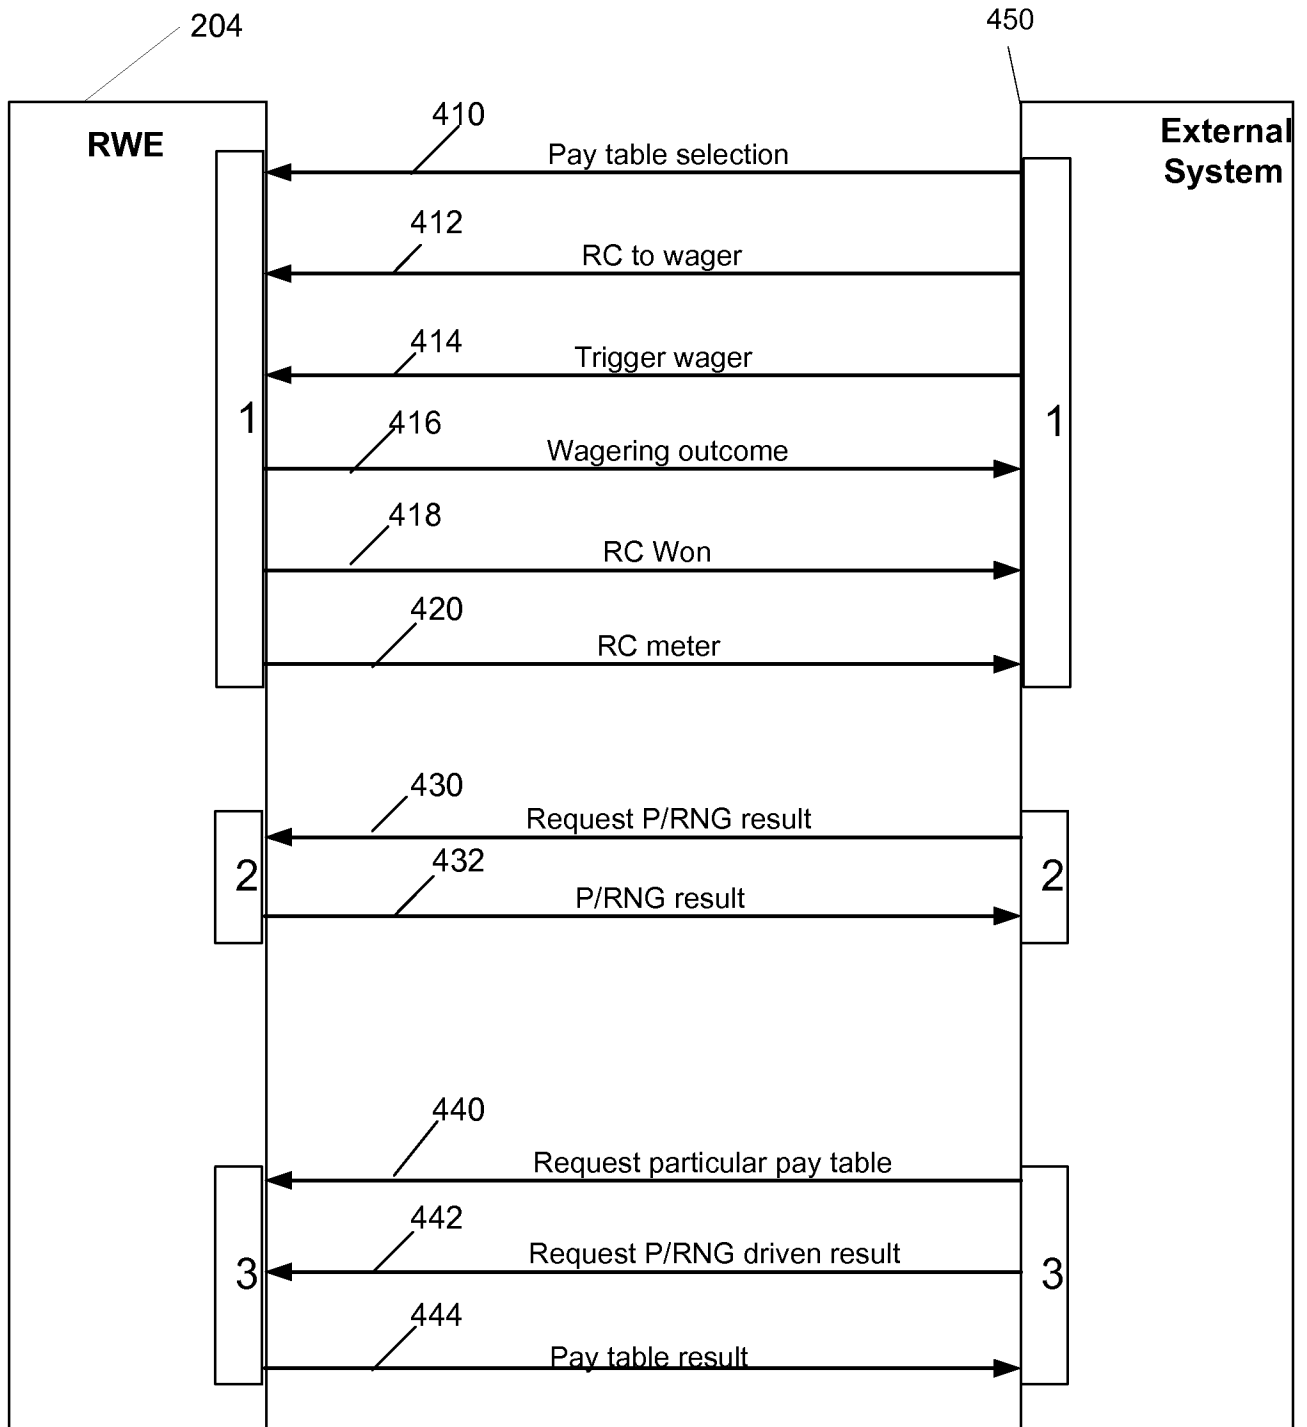 204
450
RWE
External
System
410
Pay table selection
412
RC to wager
414
Trigger wager
1
1
416
Wagering outcome
418
RC Won
420
RC meter
430
Request P/RNG result
2
2
432
P/RNG result
440
Request particular pay table
442
Request P/RNG driven result
3
3
444
Pay table result